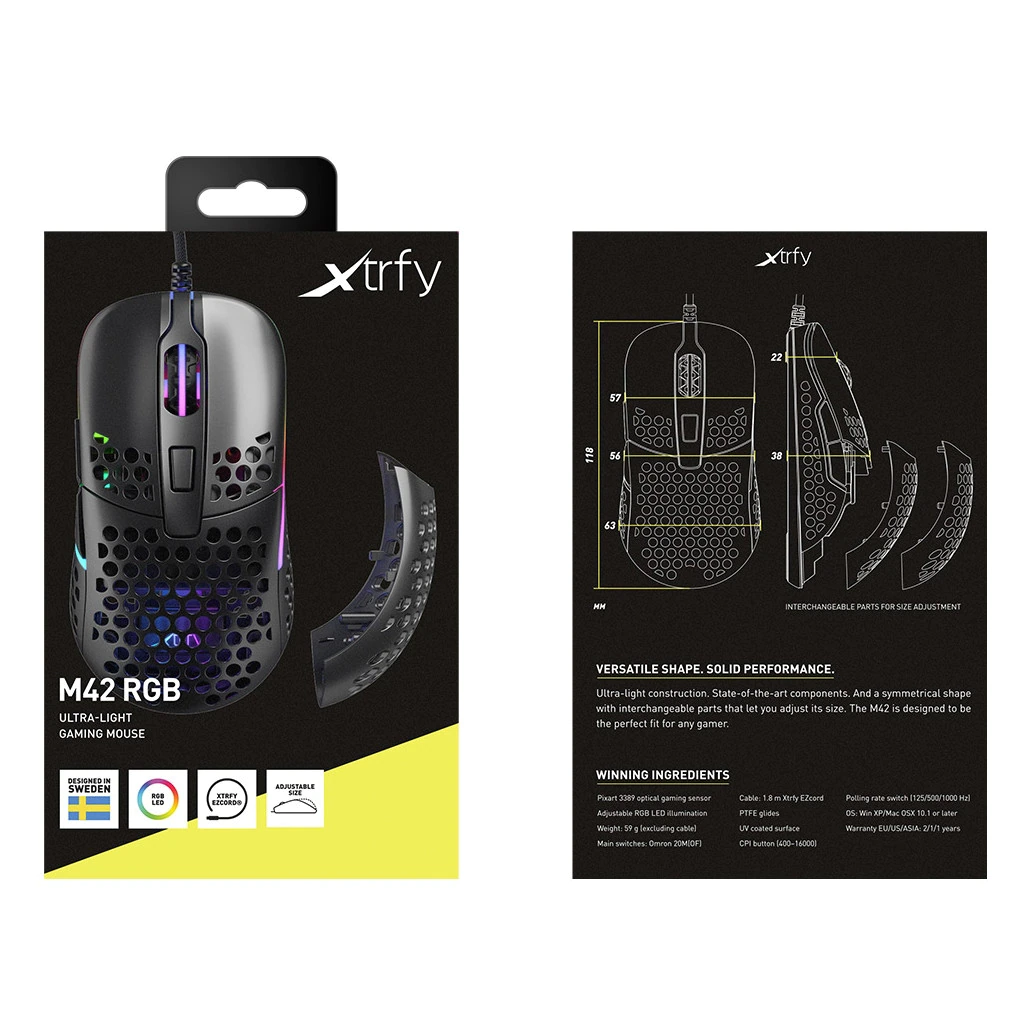 xtrfy
M42 RGB
ULTRA-LIGHT
GAMING MOUSE
DESIGNED IN
SWEDEN
RGB
LED
XTRFY
EZCORD®
ADJUSTABLE
SIZE
xtrfy
22
57
118
56
38
63
MM
INTERCHANGEABLE PARTS FOR SIZE ADJUSTMENT
VERSATILE SHAPE. SOLID PERFORMANCE.
Ultra-light construction. State-of-the-art components. And a symmetrical shape
with interchangeable parts that let you adjust its size. The M42 is designed to be
the perfect fit for any gamer.
WINNING INGREDIENTS
Pixart 3389 optical gaming sensor
Adjustable RGB LED illumination
Weight: 59 g (excluding cable)
Main switches: Omron 20M(OF)
Cable: 1.8 m Xtrfy EZcord
PTFE glides
UV coated surface
CPI button (400–16000)
Polling rate switch (125/500/1000 Hz)
OS: Win XP/Mac OSX 10.1 or later
Warranty EU/US/ASIA: 2/1/1 years